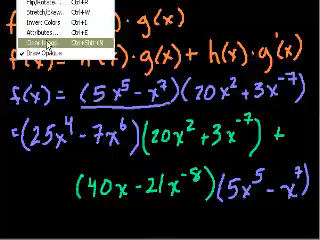 Flip/Rotate... Ctrl+R
Stretch/Skew... Ctrl+W
Invert Colors Ctrl+I
Attributes... Ctrl+E
Clear Image Ctrl+Shft+N
✓ Draw Opaque
· g(x)
· g(x) + h(x) · g'(x)
f(x) = (5x⁵ - x⁷)(20x² + 3x⁻⁷)
= (25x⁴ - 7x⁶)(20x² + 3x⁻⁷) +
(40x - 21x⁻⁸)(5x⁵ - x⁷)